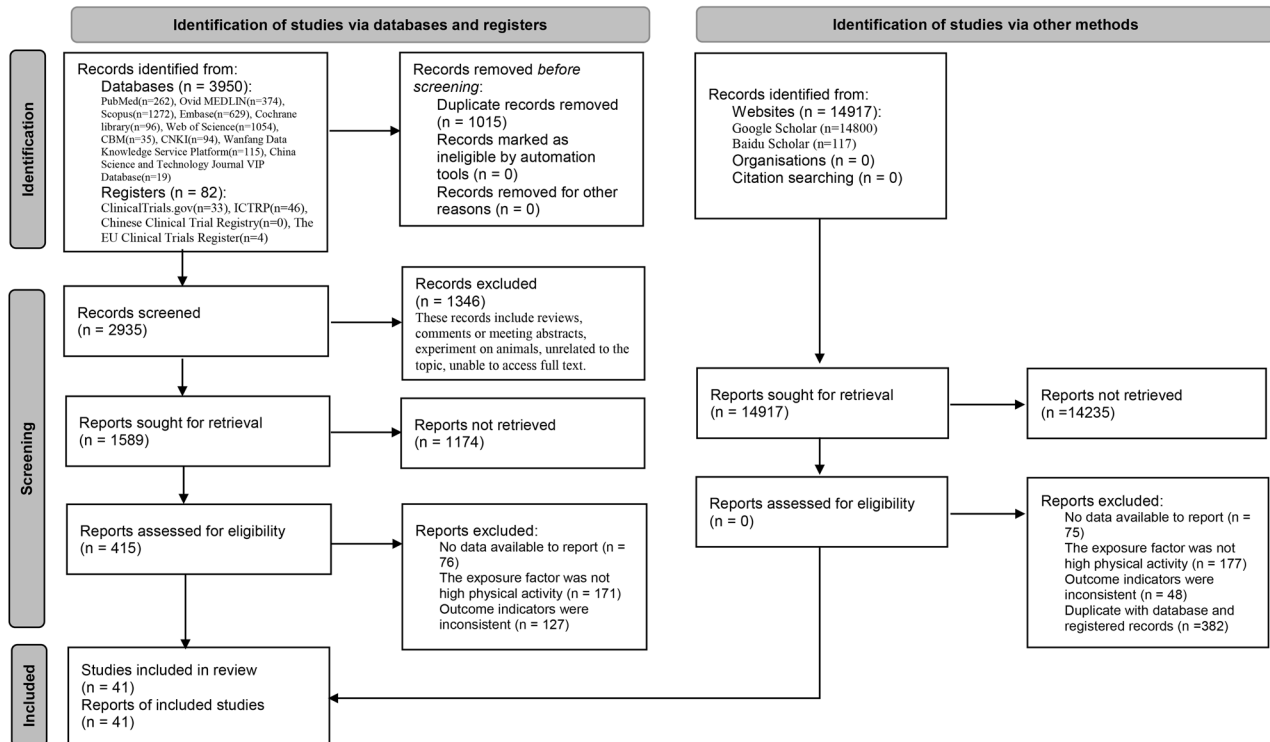 Identification of studies via databases and registers
Identification of studies via other methods
Identification
Records identified from:
Databases (n = 3950):
PubMed(n=262), Ovid MEDLIN(n=374),
Scopus(n=1272), Embase(n=629), Cochrane
library(n=96), Web of Science(n=1054),
CBM(n=35), CNKI(n=94), Wanfang Data
Knowledge Service Platform(n=115), China
Science and Technology Journal VIP
Database(n=19)
Registers (n = 82):
ClinicalTrials.gov(n=33), ICTRP(n=46),
Chinese Clinical Trial Registry(n=0), The
EU Clinical Trials Register(n=4)
Records removed before
screening:
Duplicate records removed
(n = 1015)
Records marked as
ineligible by automation
tools (n = 0)
Records removed for other
reasons (n = 0)
Records identified from:
Websites (n = 14917):
Google Scholar (n=14800)
Baidu Scholar (n=117)
Organisations (n = 0)
Citation searching (n = 0)
Screening
Records screened
(n = 2935)
Records excluded
(n = 1346)
These records include reviews,
comments or meeting abstracts,
experiment on animals, unrelated to the
topic, unable to access full text.
Reports sought for retrieval
(n = 1589)
Reports not retrieved
(n = 1174)
Reports sought for retrieval
(n = 14917)
Reports not retrieved
(n =14235)
Reports assessed for eligibility
(n = 415)
Reports excluded:
No data available to report (n =
76)
The exposure factor was not
high physical activity (n = 171)
Outcome indicators were
inconsistent (n = 127)
Reports assessed for eligibility
(n = 0)
Reports excluded:
No data available to report (n =
75)
The exposure factor was not
high physical activity (n = 177)
Outcome indicators were
inconsistent (n = 48)
Duplicate with database and
registered records (n =382)
Included
Studies included in review
(n = 41)
Reports of included studies
(n = 41)